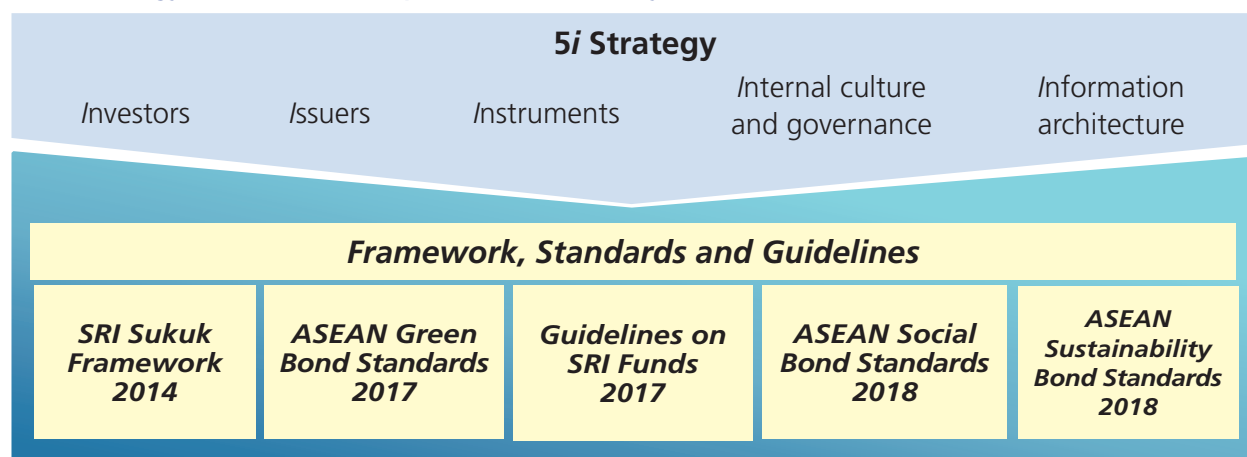 5i Strategy
Investors
Issuers
Instruments
Internal culture
and governance
Information
architecture
Framework, Standards and Guidelines
SRI Sukuk
Framework
2014
ASEAN Green
Bond Standards
2017
Guidelines on
SRI Funds
2017
ASEAN Social
Bond Standards
2018
ASEAN
Sustainability
Bond Standards
2018